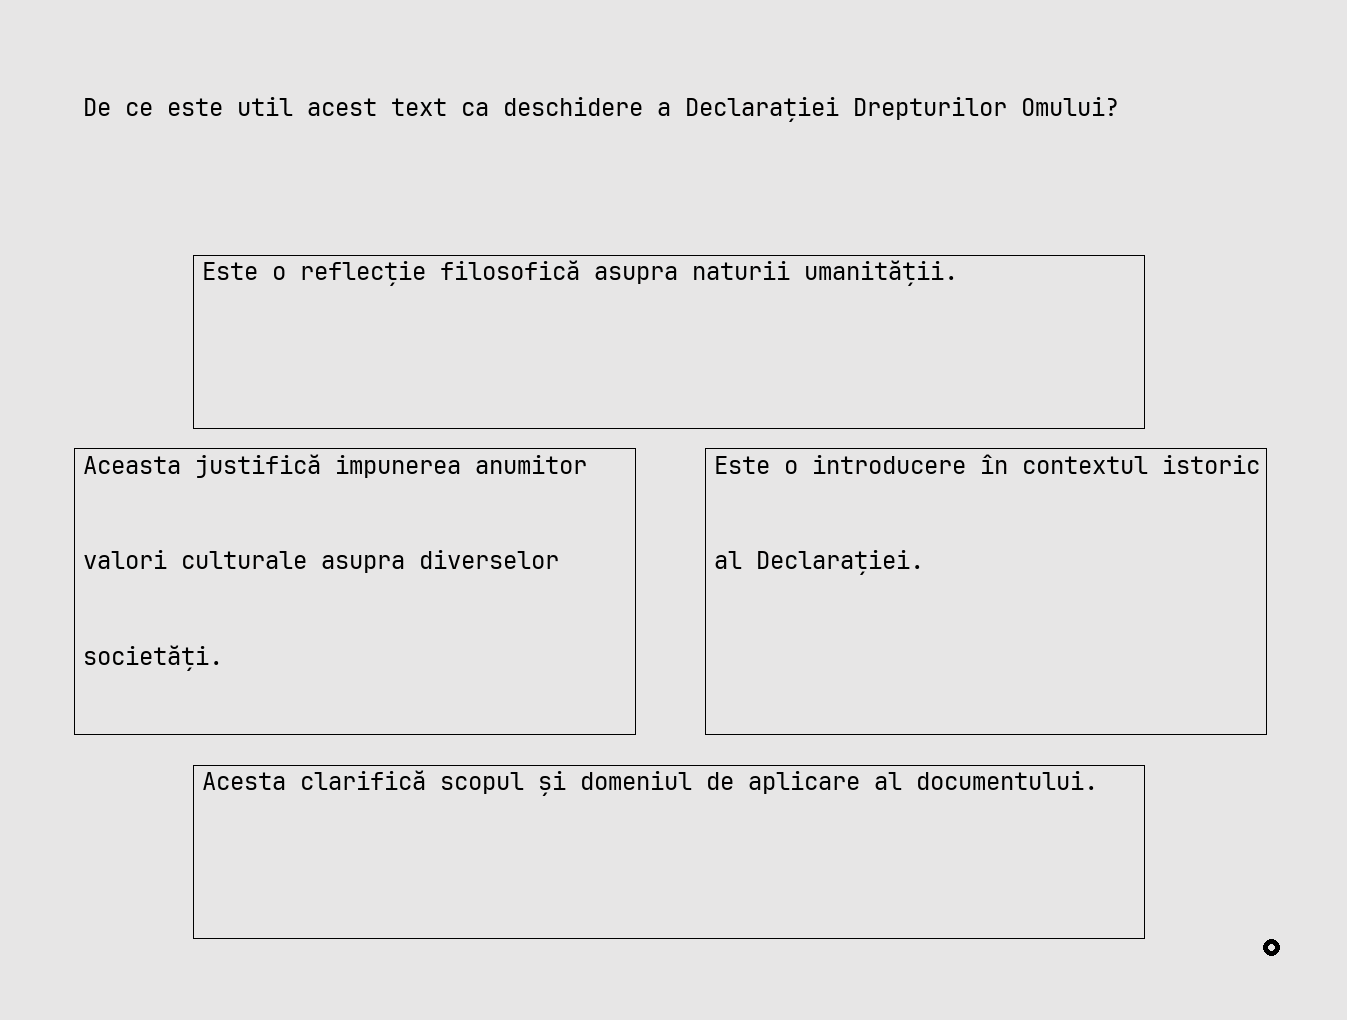 De ce este util acest text ca deschidere a Declarației Drepturilor Omului?
Este o reflecție filosofică asupra naturii umanității.
Aceasta justifică impunerea anumitor
valori culturale asupra diverselor
societăți.
Este o introducere în contextul istoric
al Declarației.
Acesta clarifică scopul și domeniul de aplicare al documentului.